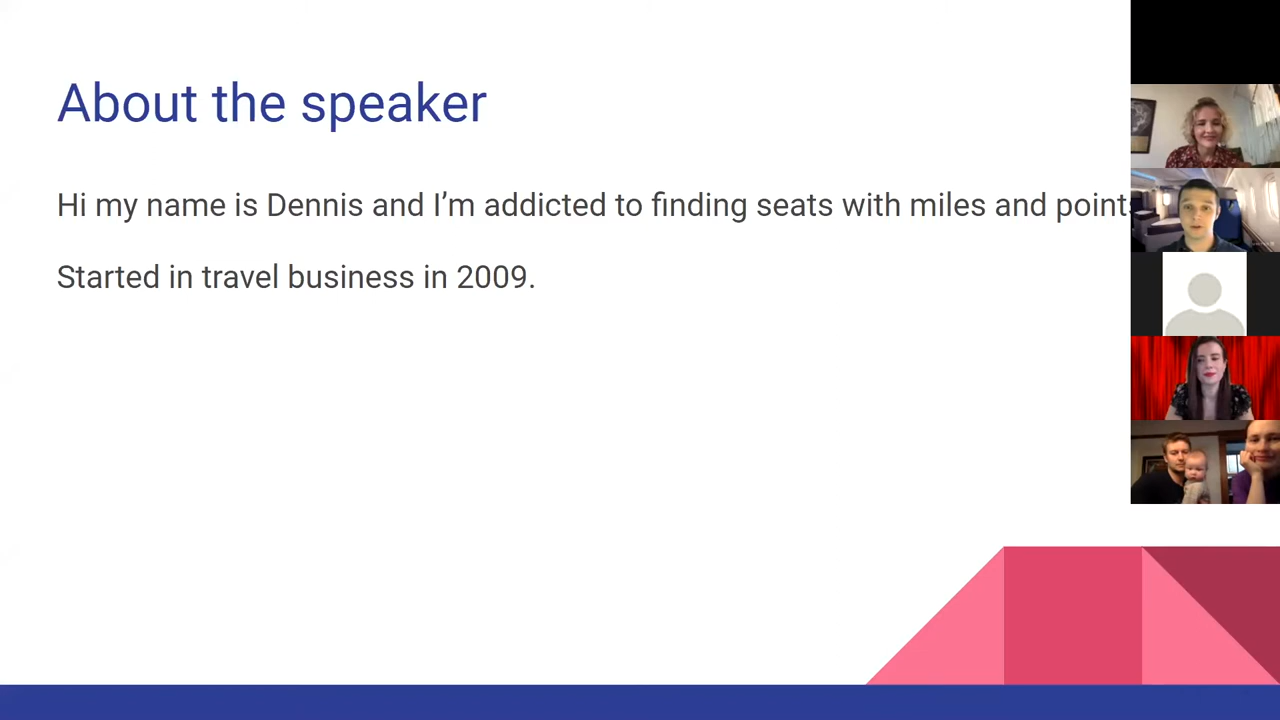 About the speaker
Hi my name is Dennis and I’m addicted to finding seats with miles and points
Started in travel business in 2009.